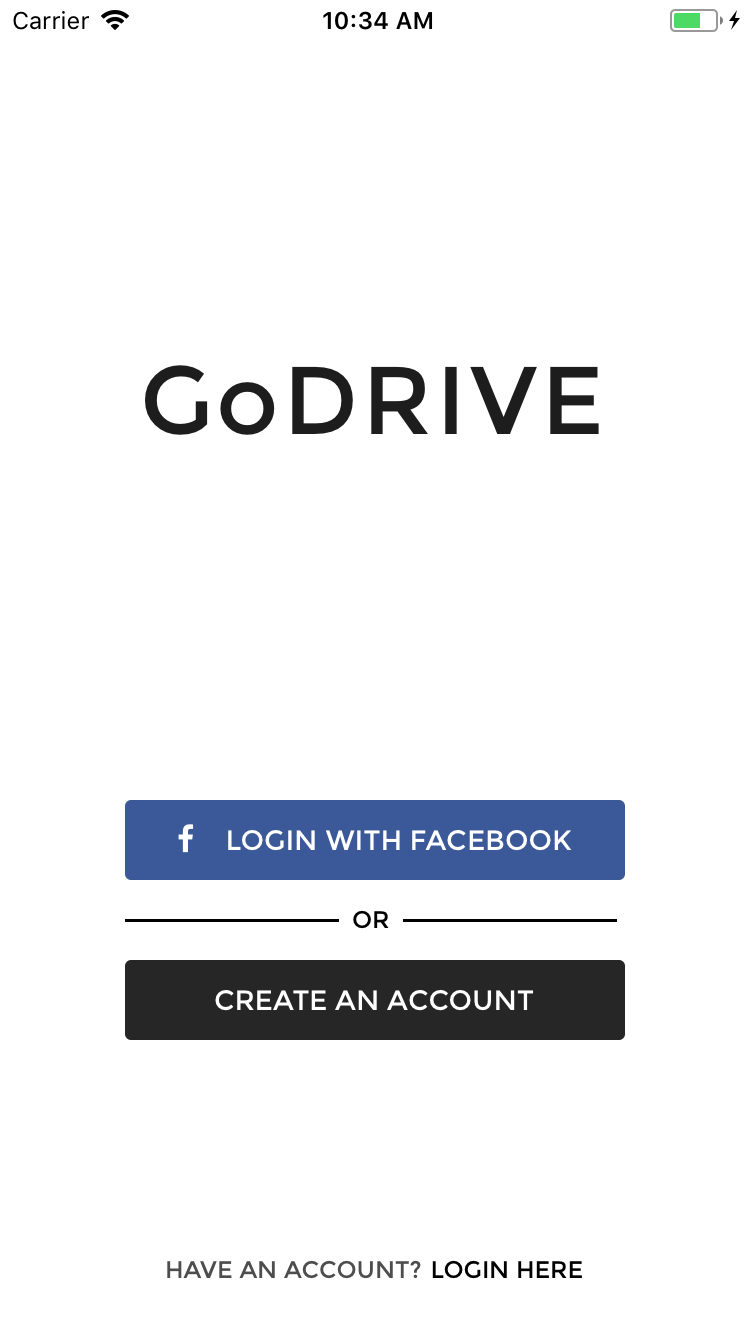 Carrier 10:34 AM
GoDRIVE
LOGIN WITH FACEBOOK
OR
CREATE AN ACCOUNT
HAVE AN ACCOUNT? LOGIN HERE